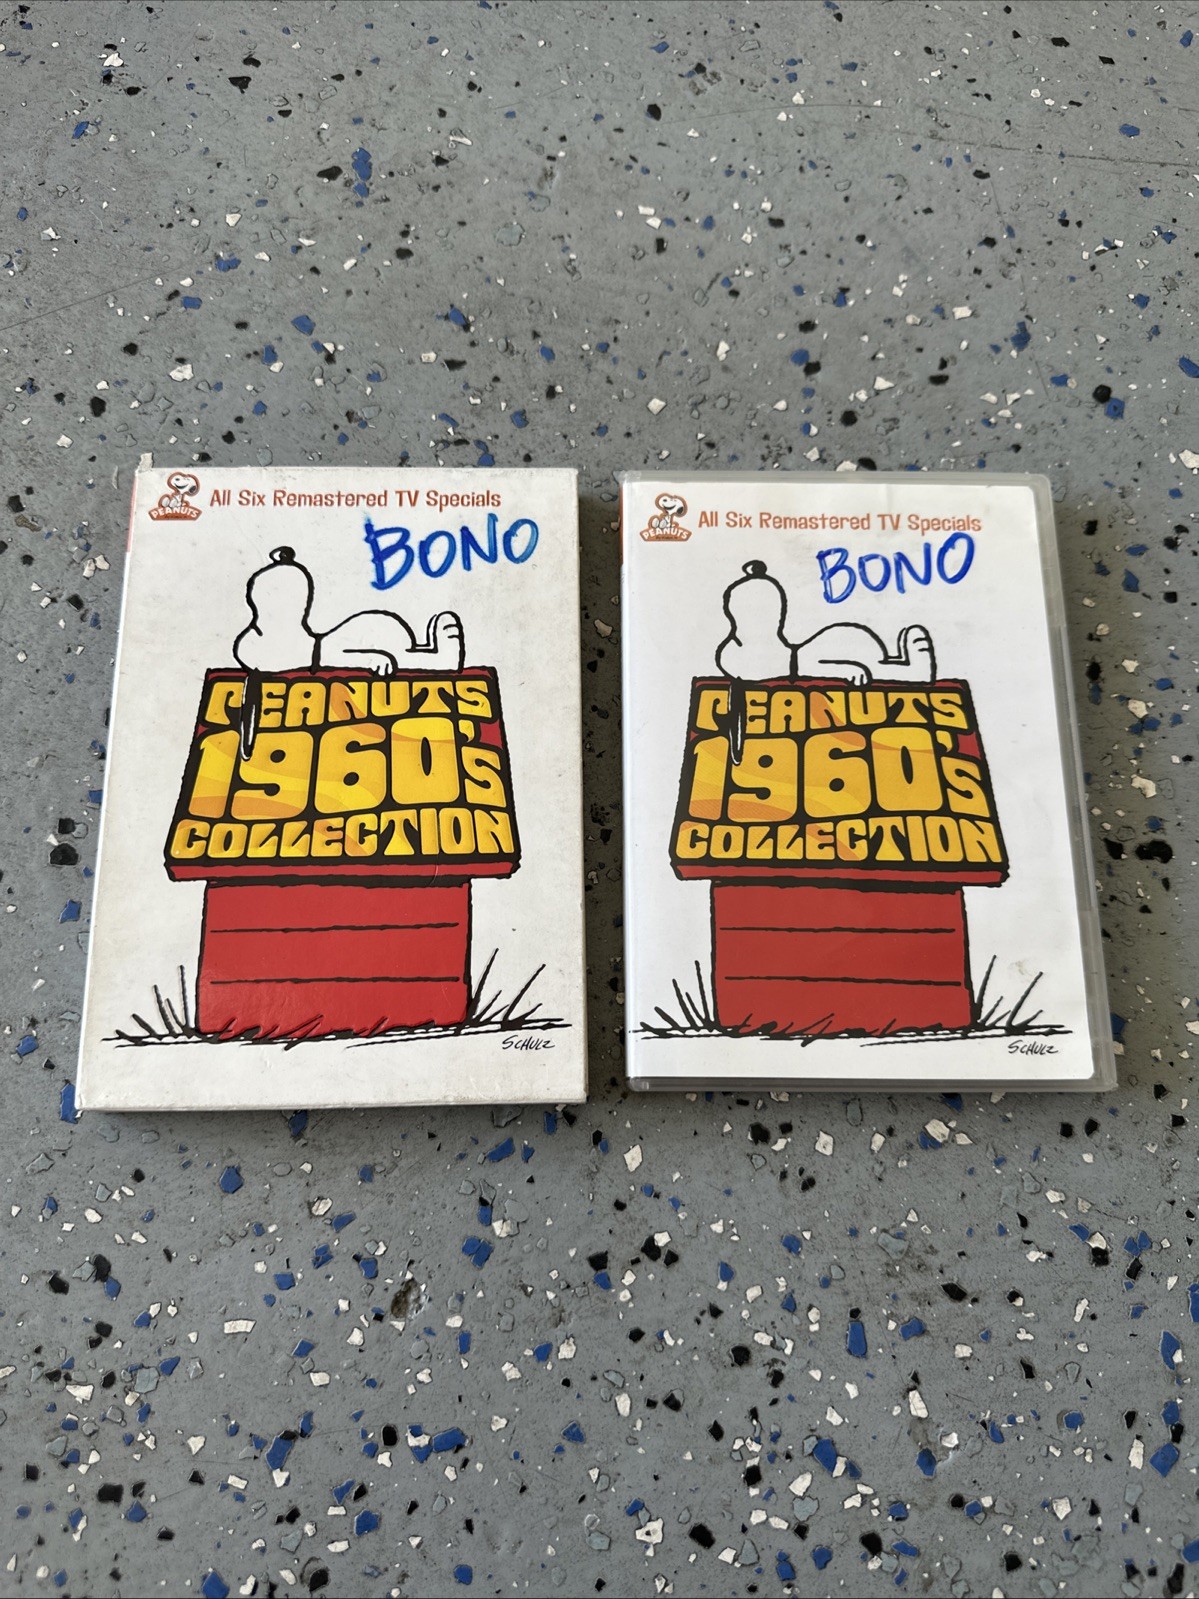 PEANUTS
All Six Remastered TV Specials
BONO
PEANUTS
1960's
COLLECTION
SCHULZ
PEANUTS
All Six Remastered TV Specials
BONO
PEANUTS
1960's
COLLECTION
SCHULZ